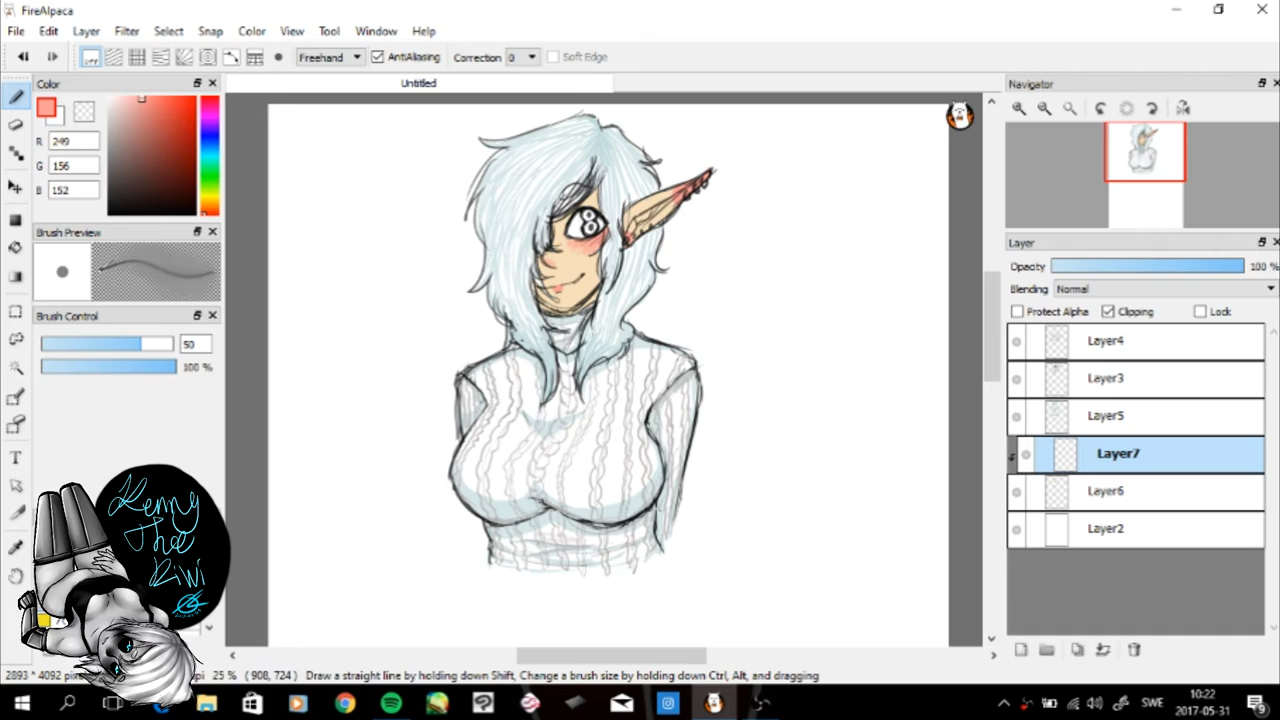 FireAlpaca
File Edit Layer Filter Select Snap Color View Tool Window Help
OFF Freehand AntiAliasing Correction 0 Soft Edge
Color
Untitled
Navigator
R 249
G 156
B 152
Brush Preview
Brush Control
50
100 %
Layer
Opacity 100 %
Blending Normal
Protect Alpha Clipping Lock
Layer4
Layer3
Layer5
Layer7
Layer6
Layer2
Kenny
The
Kiwi
2893 * 4092 25 % (908, 724) Draw a straight line by holding down Shift, Change a brush size by holding down Ctrl, Alt, and dragging
SWE
10:22
2017-05-31